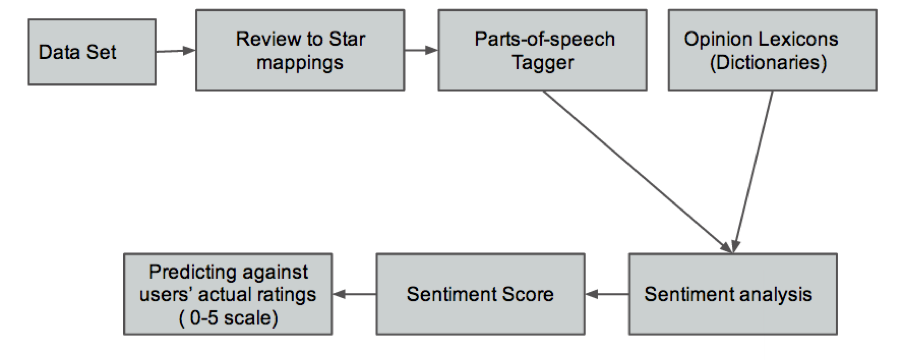 Data Set
Review to Star
mappings
Parts-of-speech
Tagger
Opinion Lexicons
(Dictionaries)
Predicting against
users’ actual ratings
( 0-5 scale)
Sentiment Score
Sentiment analysis